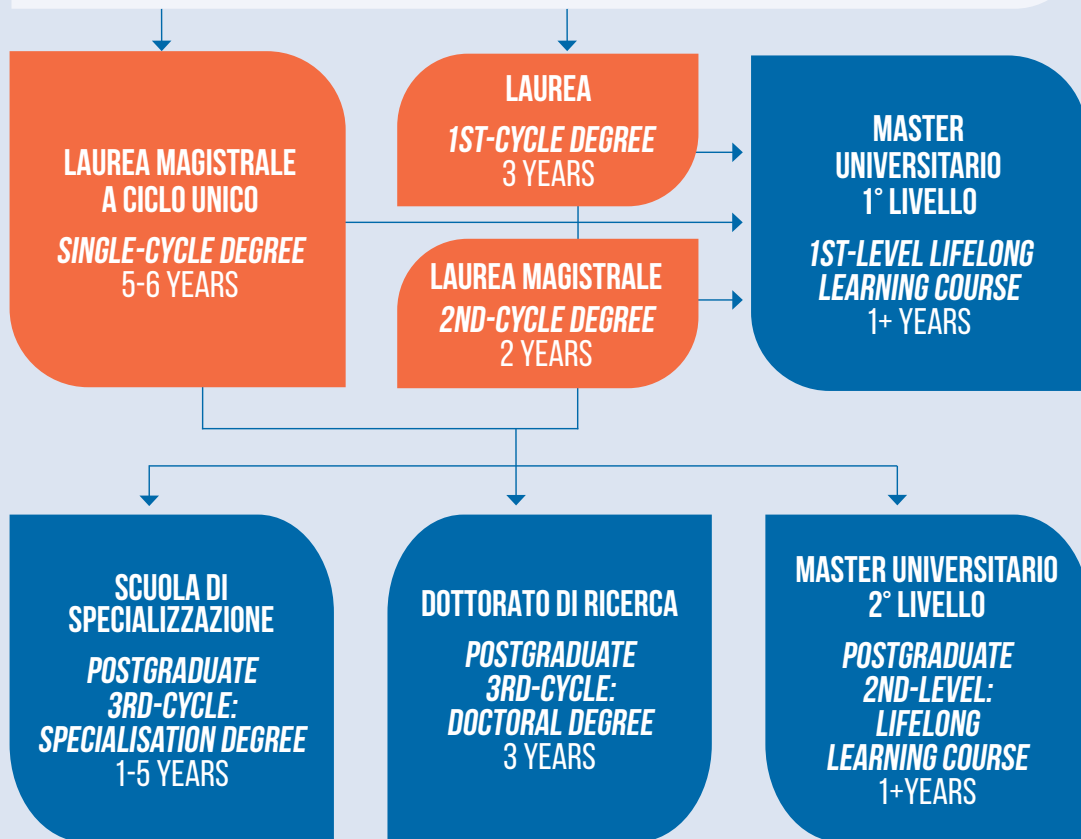 LAUREA MAGISTRALE
A CICLO UNICO
SINGLE-CYCLE DEGREE
5-6 YEARS
LAUREA
1ST-CYCLE DEGREE
3 YEARS
LAUREA MAGISTRALE
2ND-CYCLE DEGREE
2 YEARS
MASTER
UNIVERSITARIO
1° LIVELLO
1ST-LEVEL LIFELONG
LEARNING COURSE
1+ YEARS
SCUOLA DI
SPECIALIZZAZIONE
POSTGRADUATE
3RD-CYCLE:
SPECIALISATION DEGREE
1-5 YEARS
DOTTORATO DI RICERCA
POSTGRADUATE
3RD-CYCLE:
DOCTORAL DEGREE
3 YEARS
MASTER UNIVERSITARIO
2° LIVELLO
POSTGRADUATE
2ND-LEVEL:
LIFELONG
LEARNING COURSE
1+YEARS